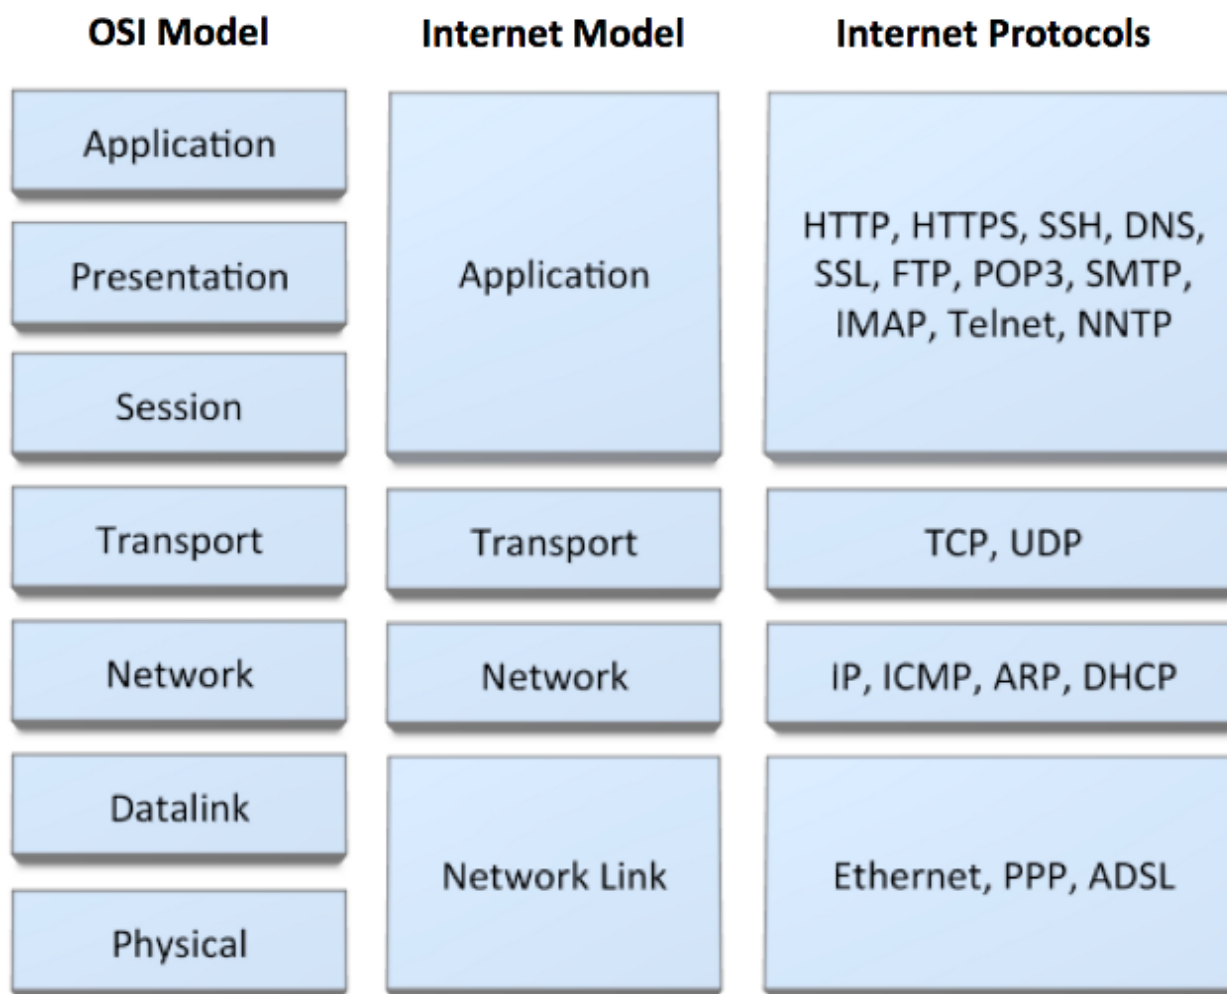 OSI Model
Internet Model
Internet Protocols
Application
Presentation
Session
Transport
Network
Datalink
Physical
Application
Transport
Network
Network Link
HTTP, HTTPS, SSH, DNS,
SSL, FTP, POP3, SMTP,
IMAP, Telnet, NNTP
TCP, UDP
IP, ICMP, ARP, DHCP
Ethernet, PPP, ADSL